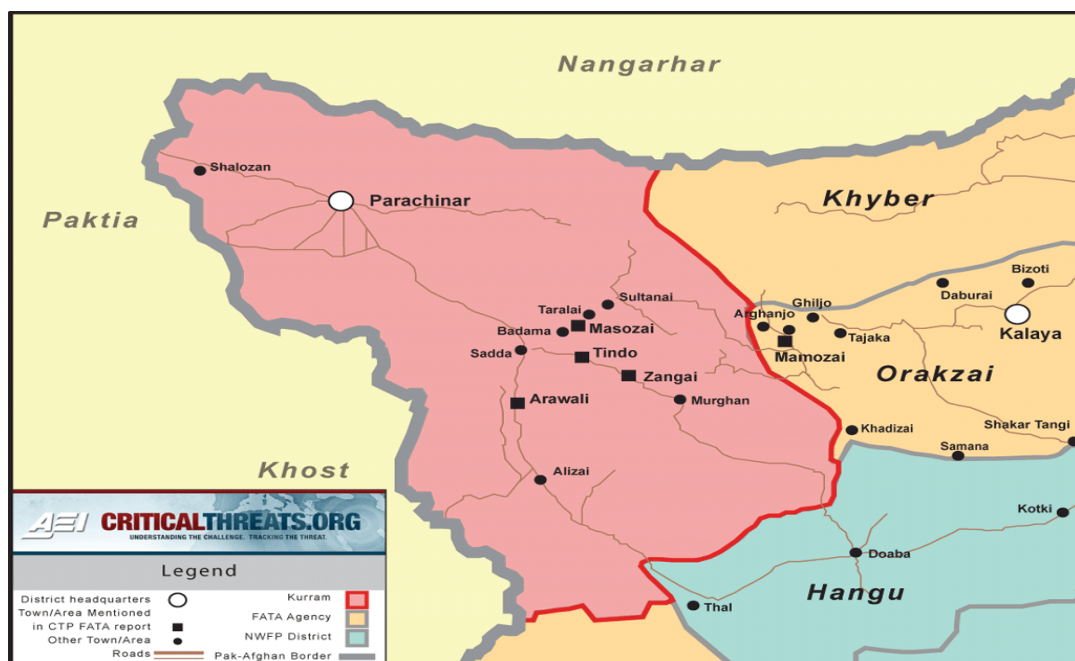 Nangarhar
Shalozan
Parachinar
Khyber
Paktia
Bizoti
Daburai
Sultanai
Taralai
Ghiljo
Arghanjo
Kalaya
Badama
Masozai
Tajaka
Mamozai
Sadda
Tindo
Orakzai
Zangai
Arawali
Murghan
Khadizai
Shakar Tangi
Samana
Khost
Alizai
Kotki
Doaba
Hangu
Thal
AEI CRITICALTHREATS.ORG
UNDERSTANDING THE CHALLENGE. TRACKING THE THREAT.
Legend
District headquarters
Town/Area Mentioned
in CTP FATA report
Other Town/Area
Roads
Kurram
FATA Agency
NWFP District
Pak-Afghan Border